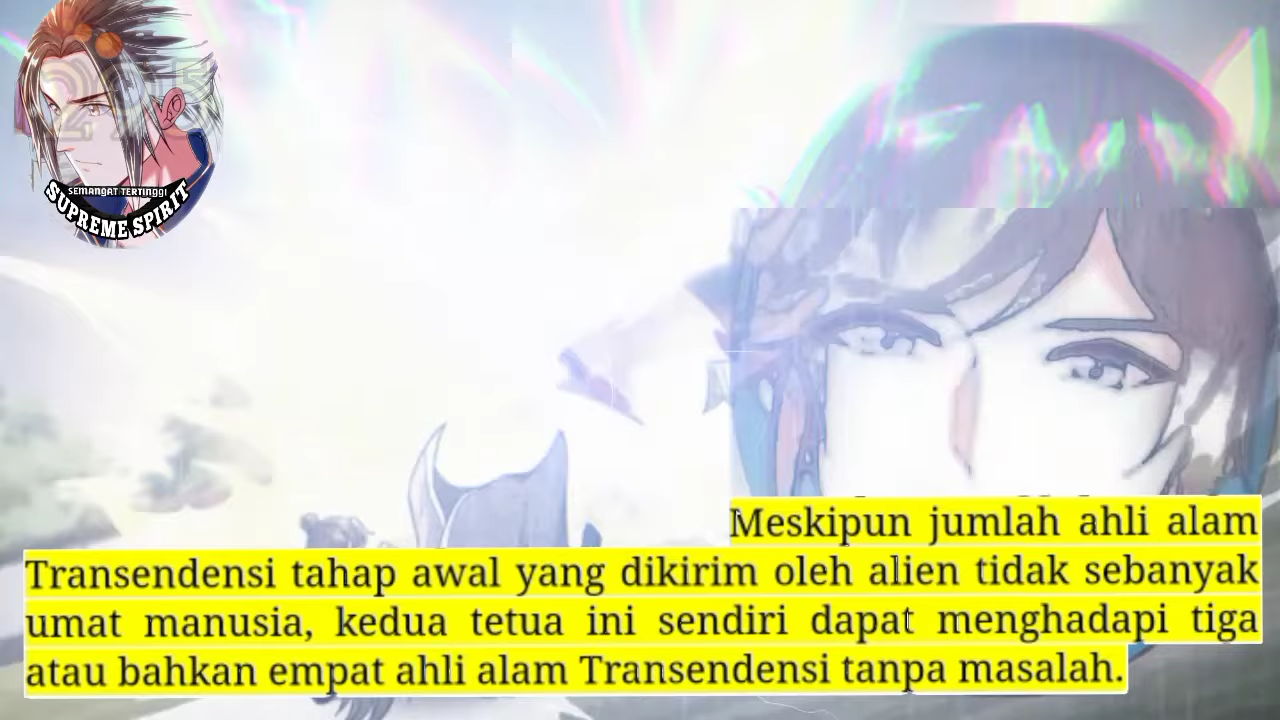 295
SEMANGAT TERTINGGI
SUPREME SPIRIT
Meskipun jumlah ahli alam
Transendensi tahap awal yang dikirim oleh alien tidak sebanyak
umat manusia, kedua tetua ini sendiri dapat menghadapi tiga
atau bahkan empat ahli alam Transendensi tanpa masalah.